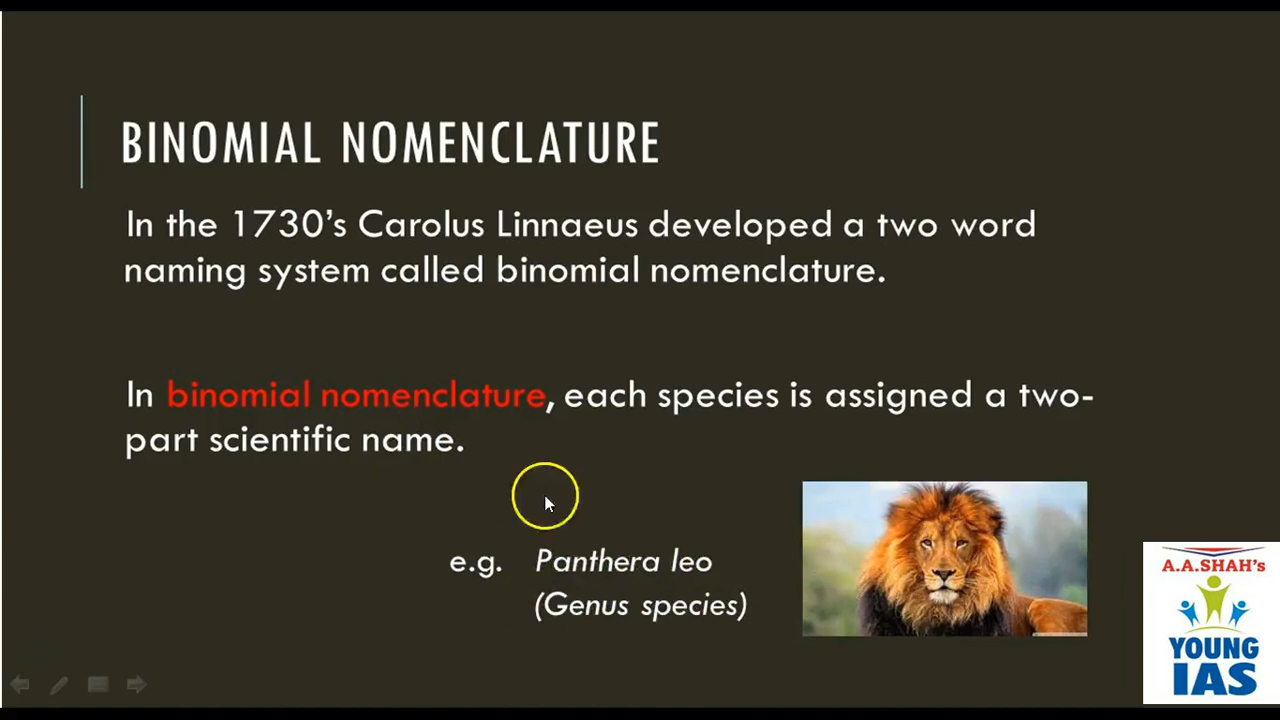 BINOMIAL NOMENCLATURE
In the 1730’s Carolus Linnaeus developed a two word
naming system called binomial nomenclature.
In binomial nomenclature, each species is assigned a two-
part scientific name.
e.g. Panthera leo
(Genus species)
A.A.SHAH's
YOUNG
IAS